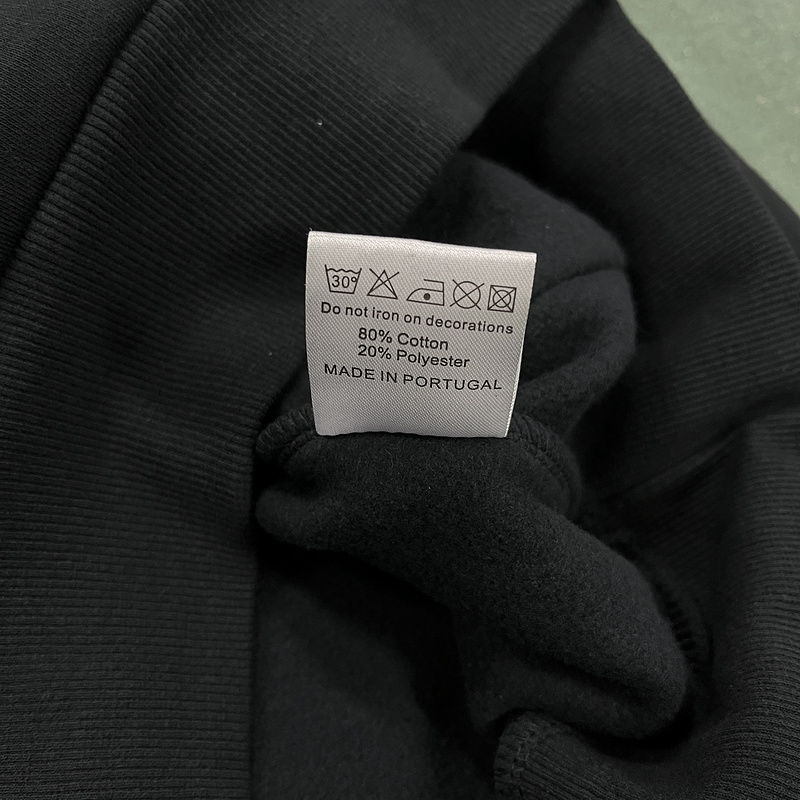 30°
Do not iron on decorations
80% Cotton
20% Polyester
MADE IN PORTUGAL